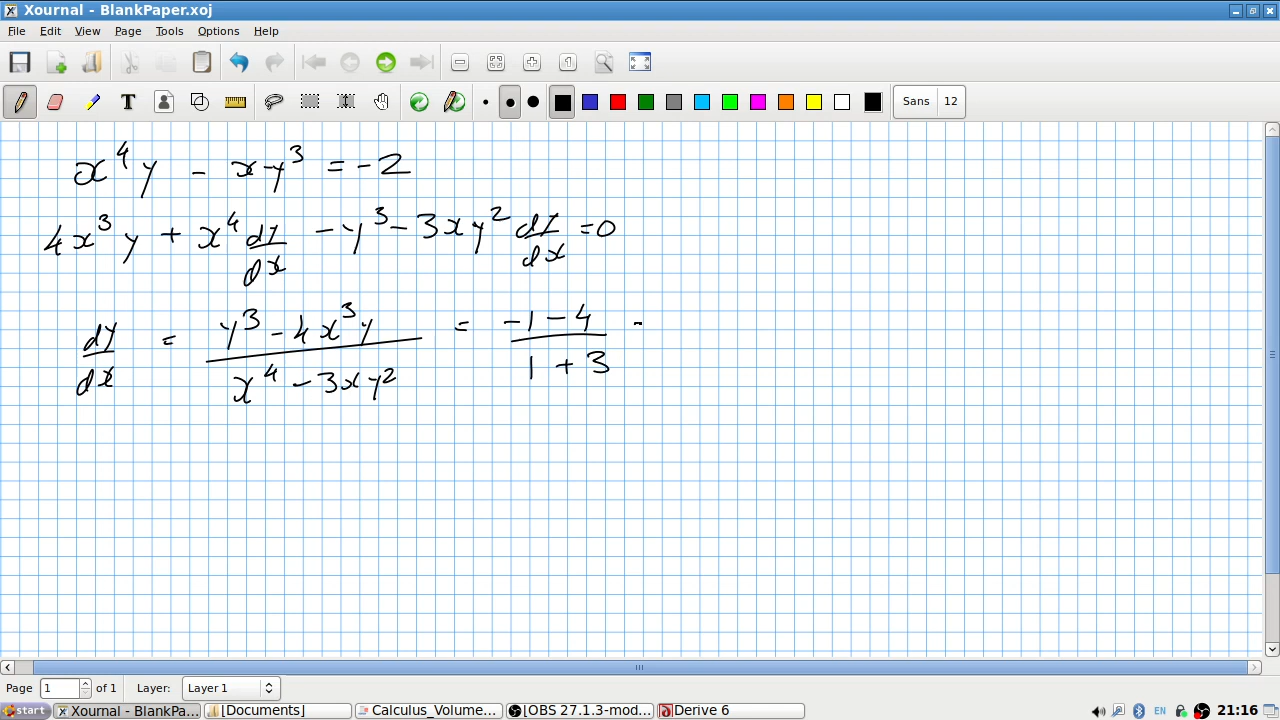 Xournal - BlankPaper.xoj
File Edit View Page Tools Options Help
Sans 12
x⁴y - xy³ = -2
4x³y + x⁴ dy/dx - y³ - 3xy² dy/dx = 0
dy/dx = (y³ - 4x³y)/(x⁴ - 3xy²) = (-1 - 4)/(1 + 3) -
Page 1 of 1 Layer: Layer 1
start Xournal - BlankPa... [Documents] Calculus_Volume... [OBS 27.1.3-mod... Derive 6 EN 21:16